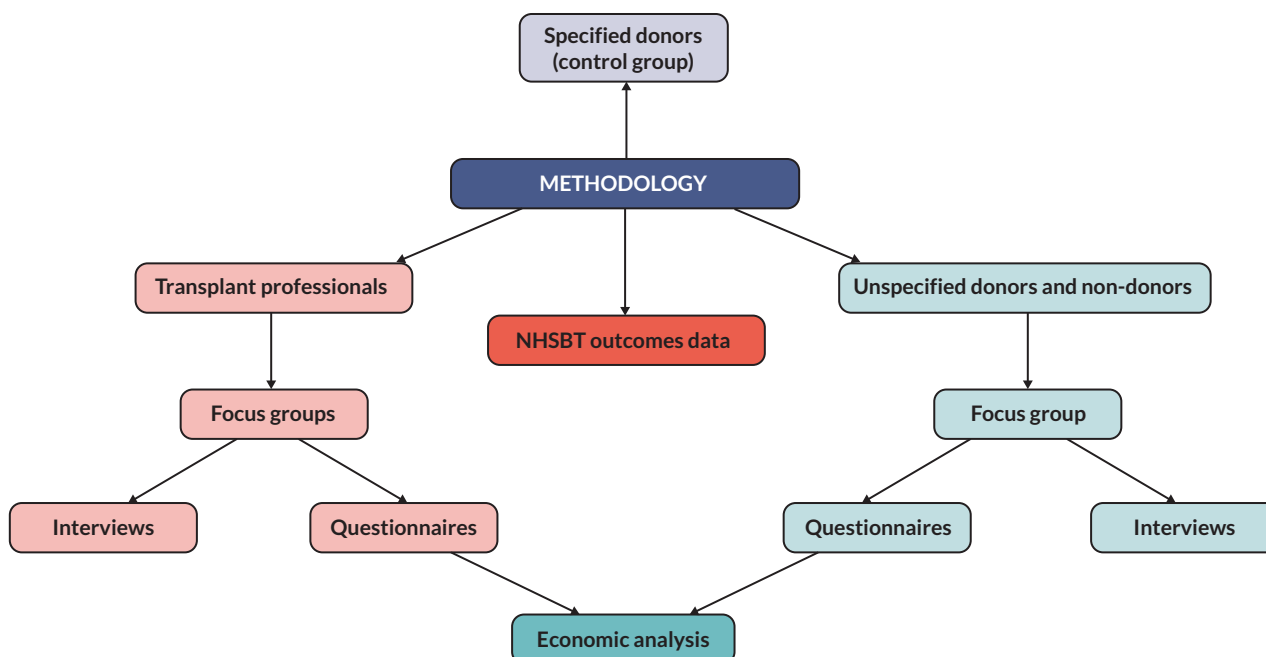 Specified donors
(control group)
METHODOLOGY
Transplant professionals
Unspecified donors and non-donors
NHSBT outcomes data
Focus groups
Focus group
Interviews
Questionnaires
Questionnaires
Interviews
Economic analysis